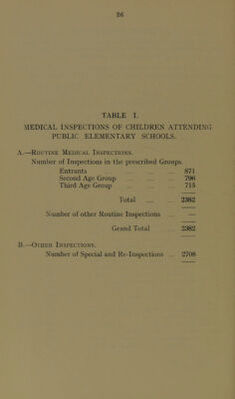 26
TABLE I.
MEDICAL INSPECTIONS OF CHILDREN ATTENDING
PUBLIC ELEMENTARY SCHOOLS.
A.—ROUTINE MEDICAL INSPECTIONS.
Number of Inspections in the prescribed Groups.
Entrants ... ... ... 871
Second Age Group ... ... 796
Third Age Group ... ... 715
Total ... ... 2382
Number of other Routine Inspections ... —
Grand Total 2382
B.—OTHER INSPECTIONS.
Number of Special and Re-Inspections ... 2708